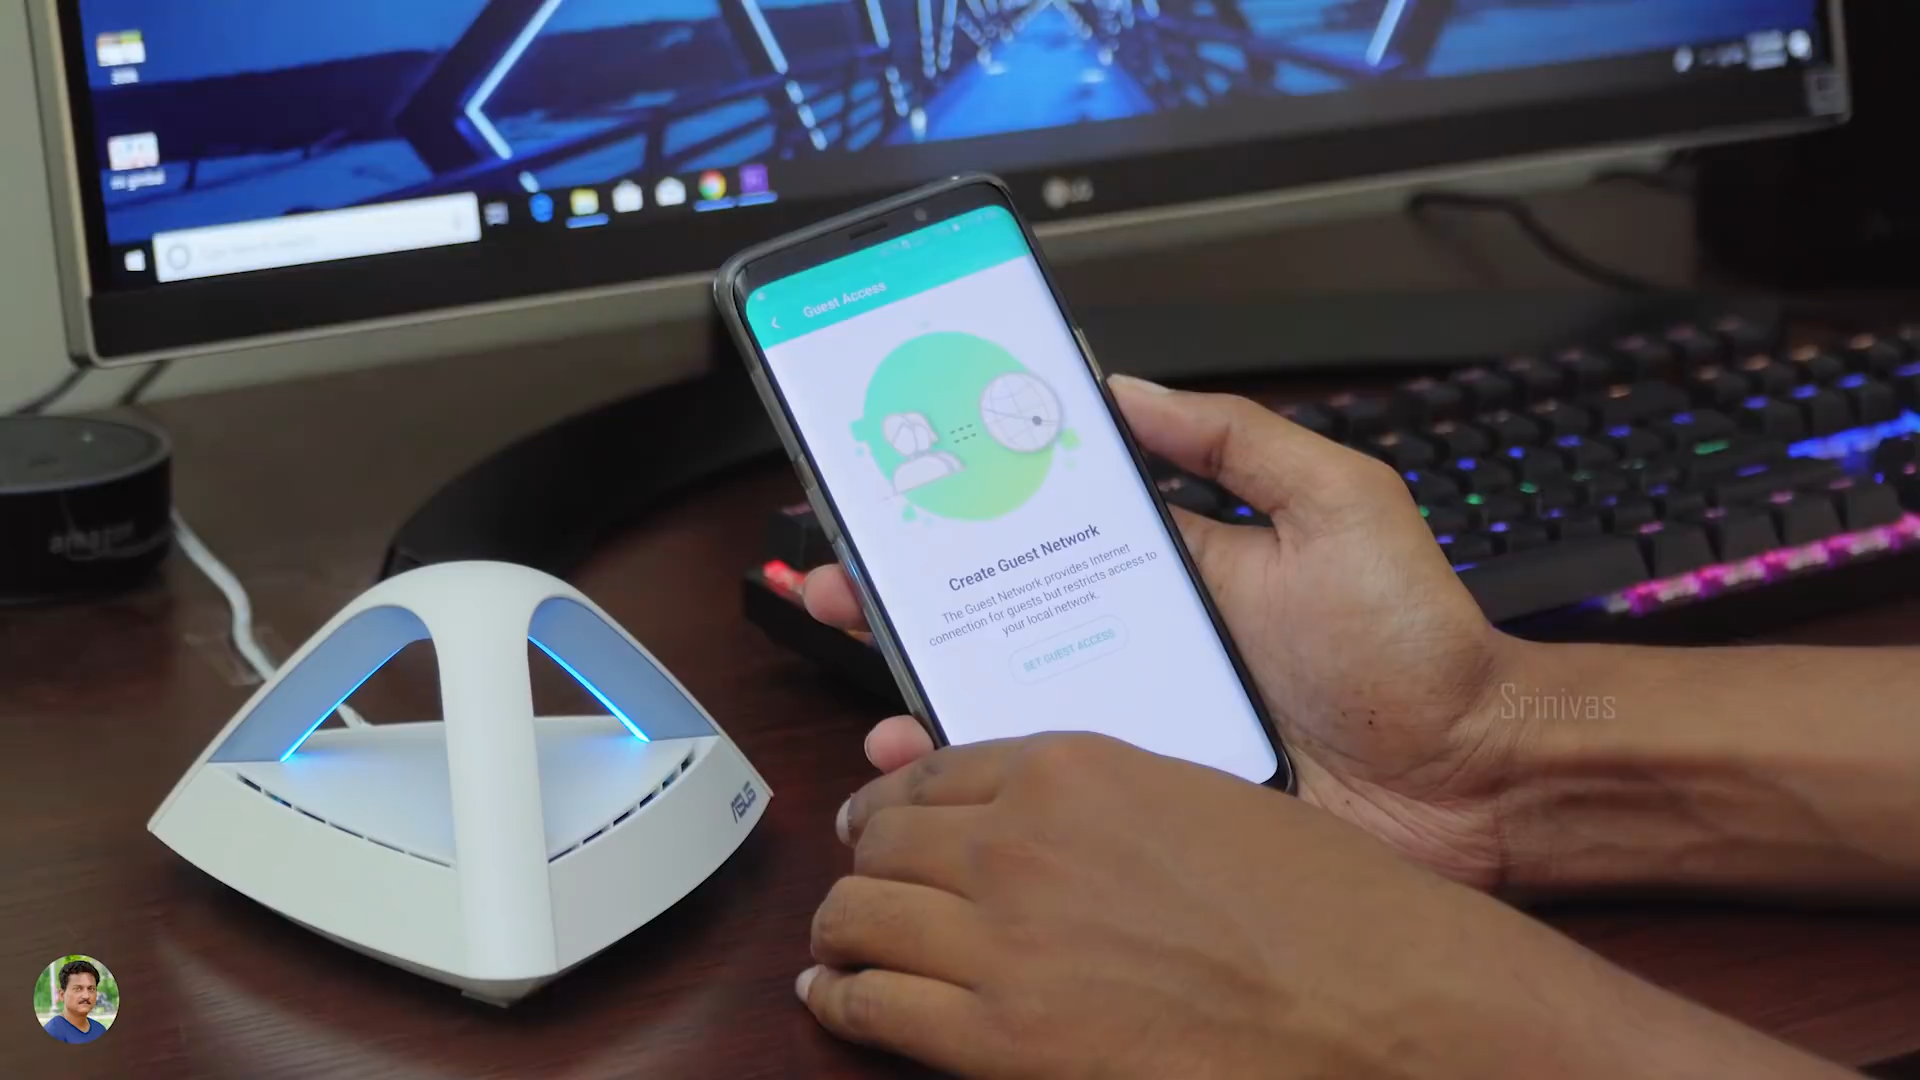 LG
Guest Access
Create Guest Network
The Guest Network provides Internet
connection for guests but restricts access to
your local network.
SET GUEST ACCESS
amazon
ASUS
Srinivas